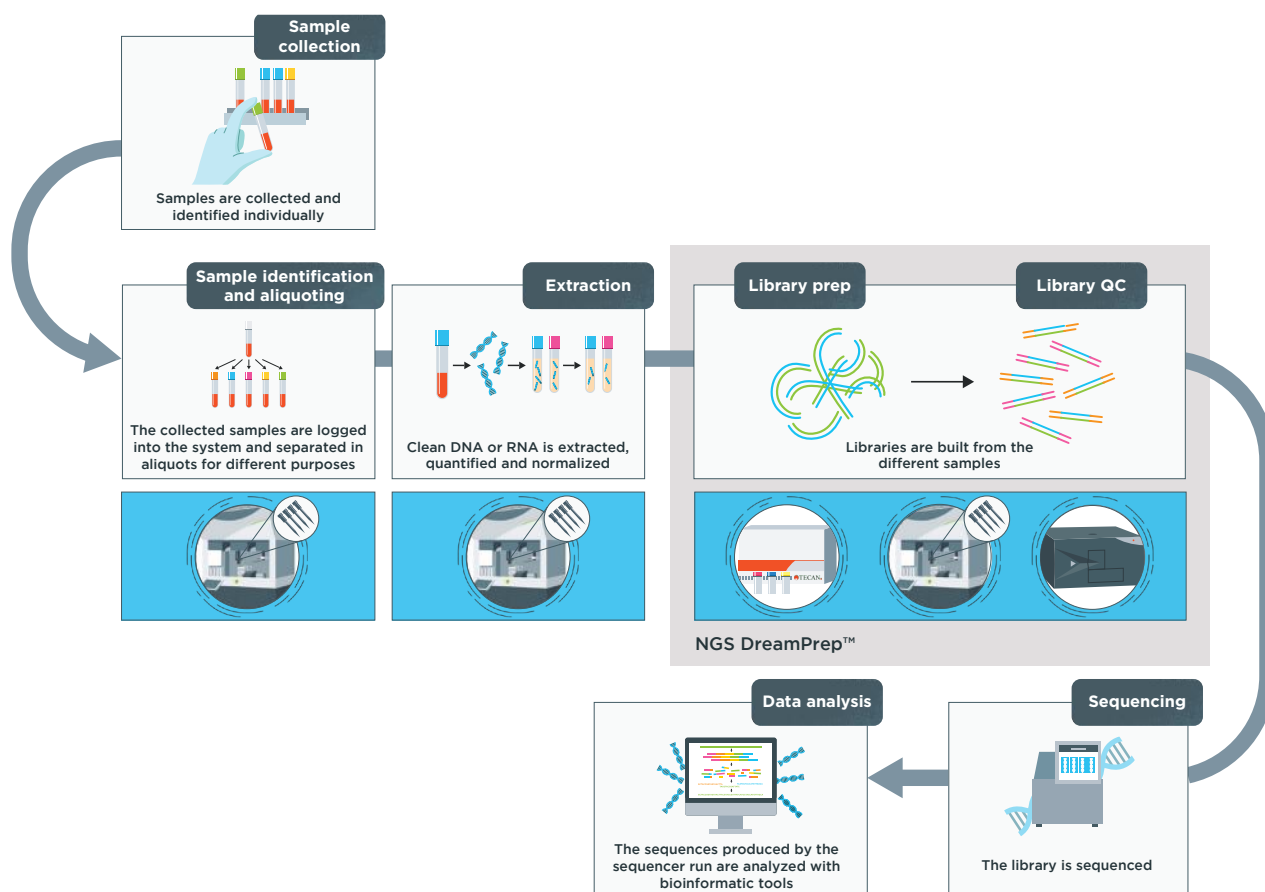 Sample
collection
Samples are collected and
identified individually
Sample identification
and aliquoting
The collected samples are logged
into the system and separated in
aliquots for different purposes
Extraction
Clean DNA or RNA is extracted,
quantified and normalized
Library prep
Library QC
Libraries are built from the
different samples
TECAN
NGS DreamPrep™
Data analysis
The sequences produced by the
sequencer run are analyzed with
bioinformatic tools
Sequencing
The library is sequenced